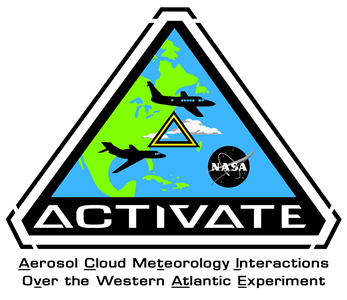 NASA
ACTIVATE
Aerosol Cloud Meteorology Interactions
Over the Western Atlantic Experiment